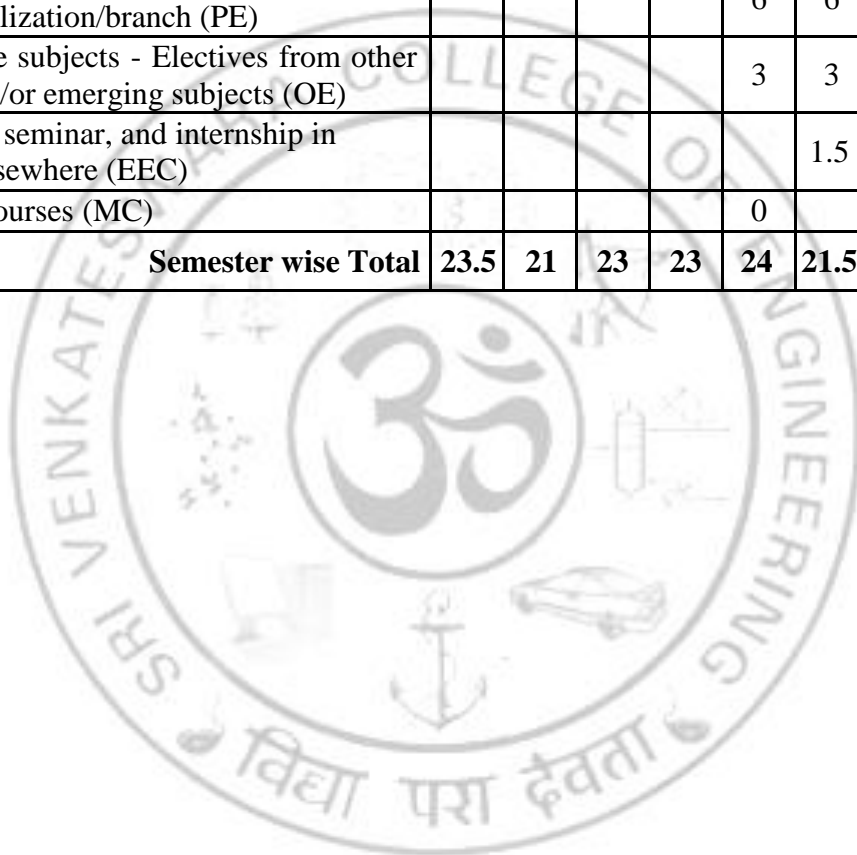 lization/branch (PE) 6 6
e subjects - Electives from other
/or emerging subjects (OE) 3 3
seminar, and internship in
sewhere (EEC) 1.5
ourses (MC) 0
Semester wise Total 23.5 21 23 23 24 21.5
SRI VENKATESWARA COLLEGE OF ENGINEERING
विद्या परा देवता